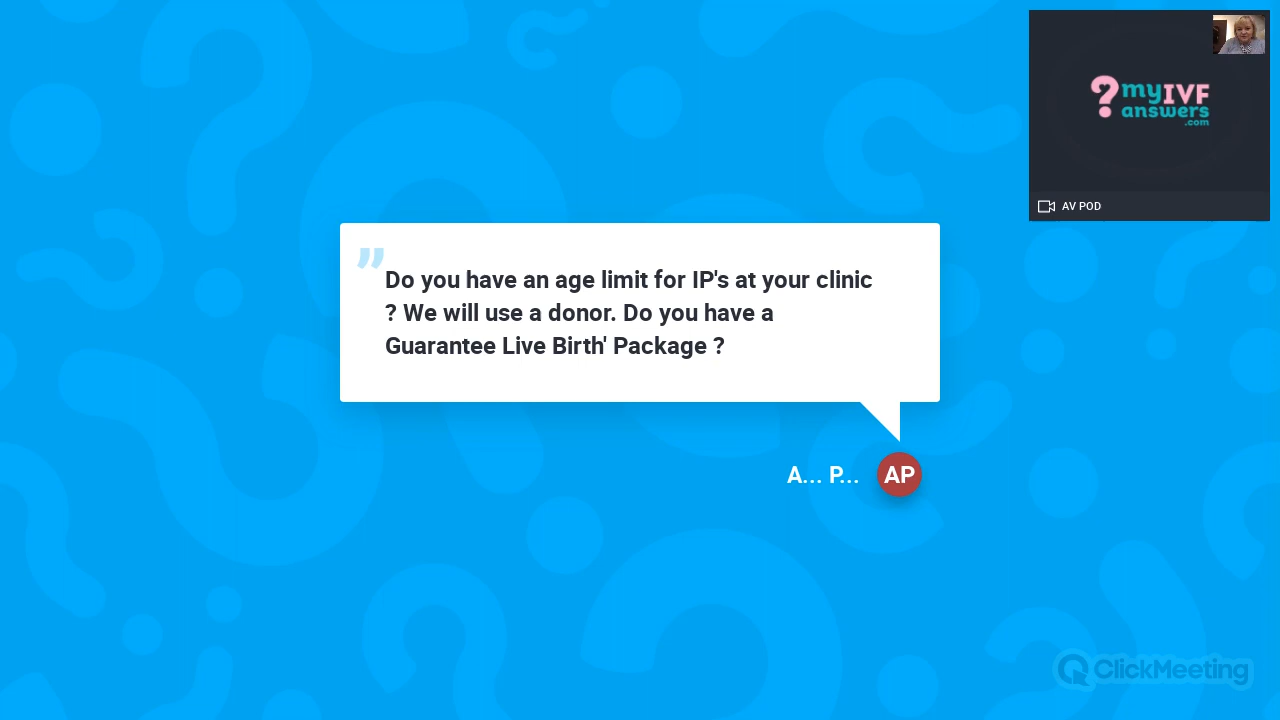 ?myIVF
answers
.com
AV POD
” Do you have an age limit for IP's at your clinic
? We will use a donor. Do you have a
Guarantee Live Birth' Package ?
A... P... AP
ClickMeeting